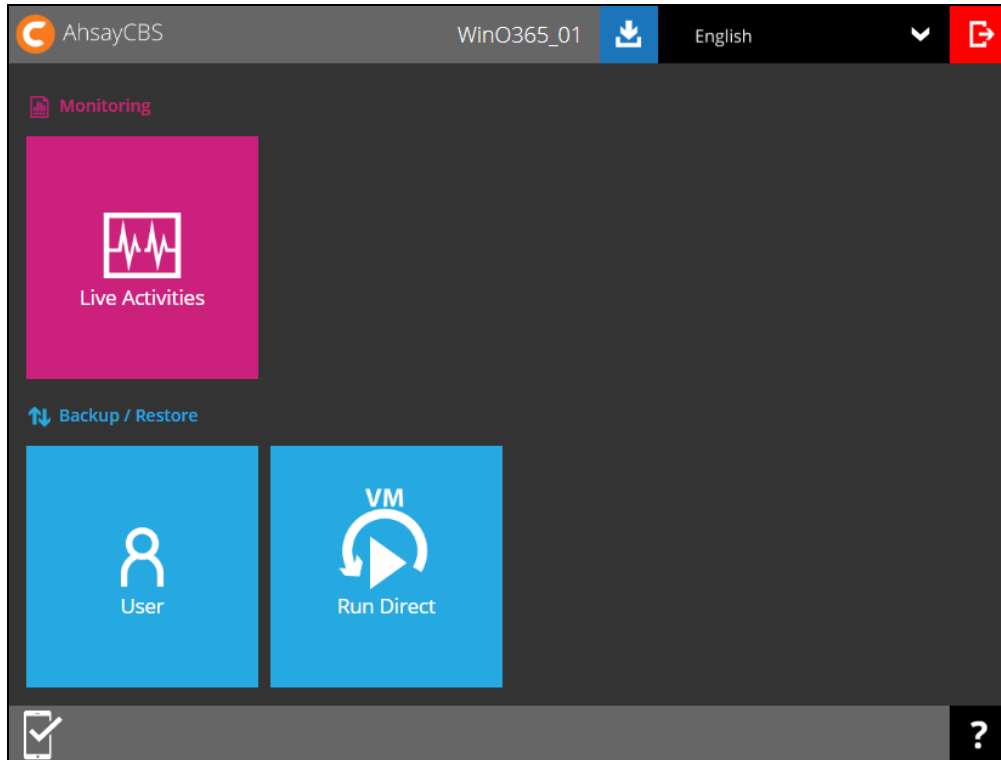 AhsayCBS
WinO365_01
English
Monitoring
Live Activities
Backup / Restore
User
VM
Run Direct
?